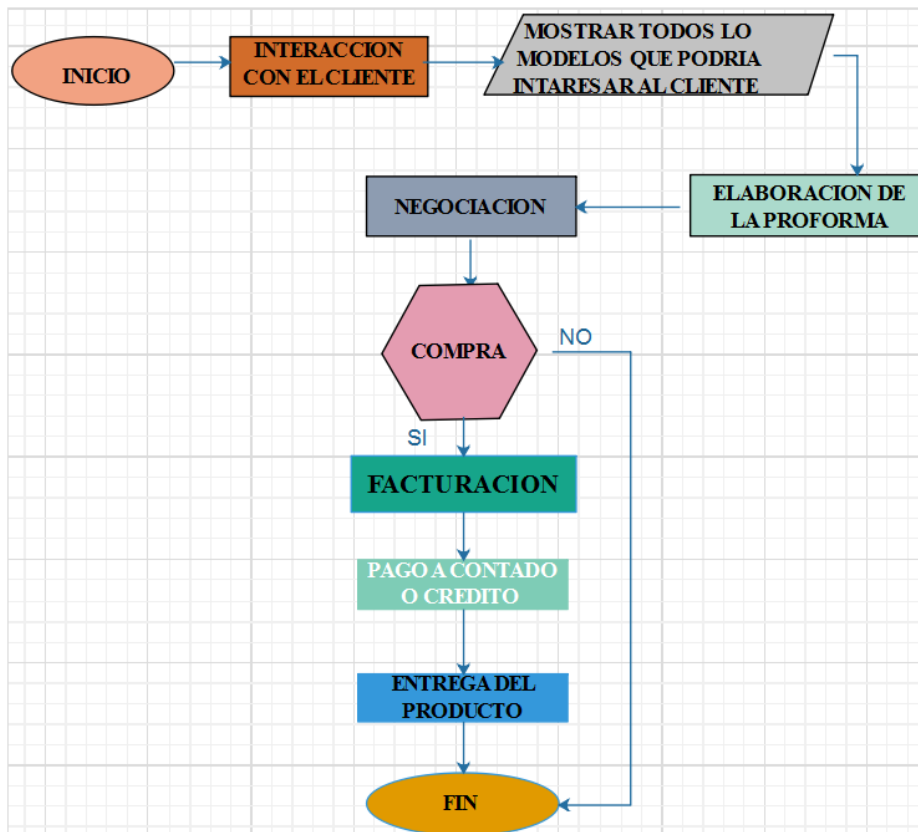 INICIO
INTERACCION
CON EL CLIENTE
MOSTRAR TODOS LO
MODELOS QUE PODRIA
INTARESAR AL CLIENTE
ELABORACION DE
LA PROFORMA
NEGOCIACION
COMPRA
NO
SI
FACTURACION
PAGO A CONTADO
O CREDITO
ENTREGA DEL
PRODUCTO
FIN